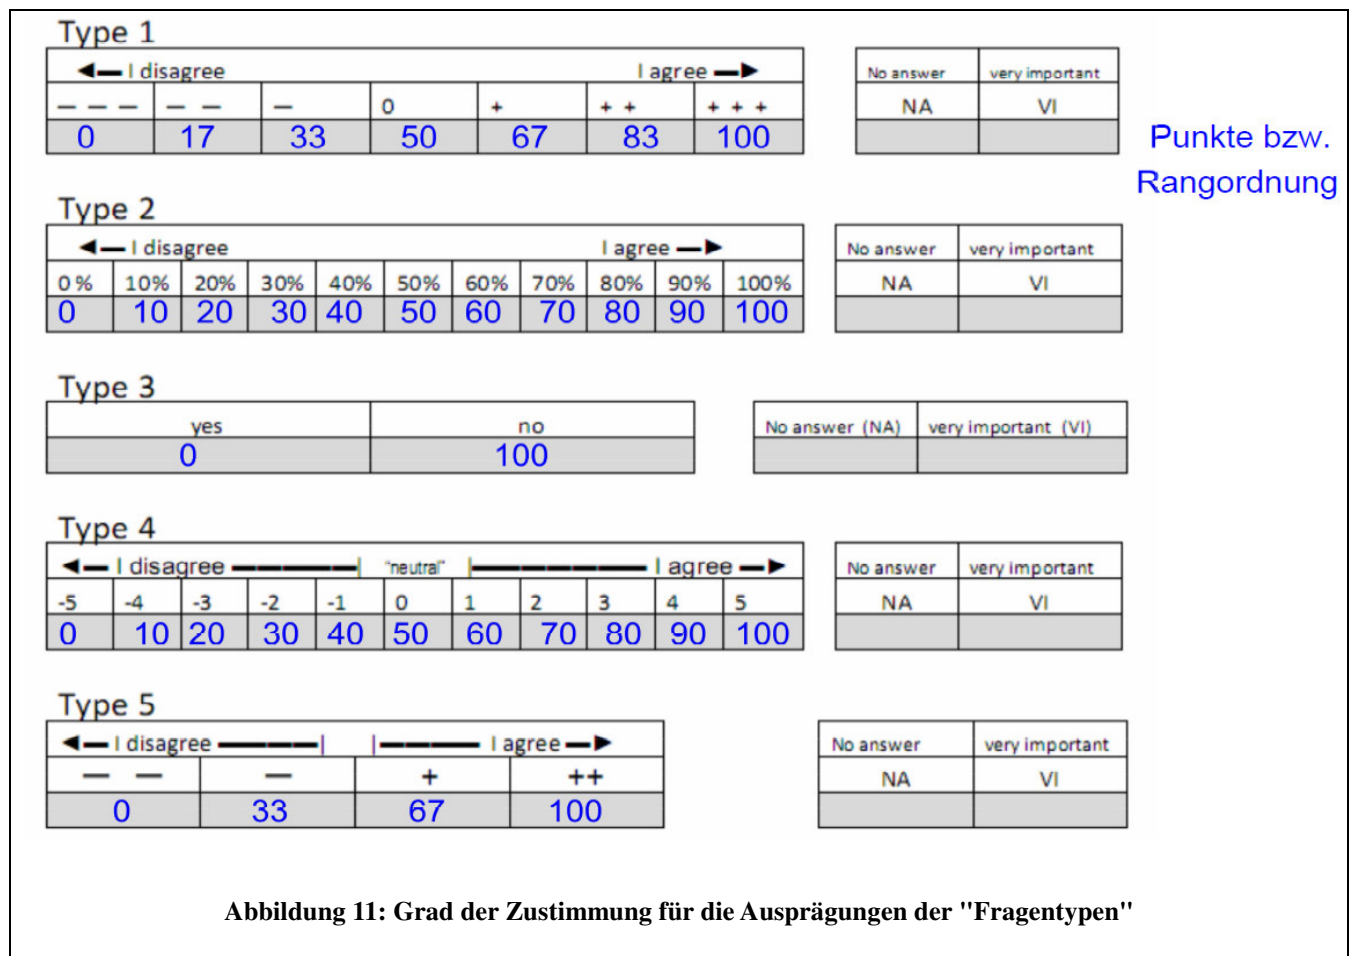 Type 1
◄— I disagree I agree —► No answer very important
— — — — — — 0 + + + + + + NA VI
0 17 33 50 67 83 100
Punkte bzw.
Rangordnung
Type 2
◄— I disagree I agree —► No answer very important
0% 10% 20% 30% 40% 50% 60% 70% 80% 90% 100% NA VI
0 10 20 30 40 50 60 70 80 90 100
Type 3
yes no No answer (NA) very important (VI)
0 100
Type 4
◄— I disagree ————| "neutral" |—————— I agree —► No answer very important
-5 -4 -3 -2 -1 0 1 2 3 4 5 NA VI
0 10 20 30 40 50 60 70 80 90 100
Type 5
◄— I disagree ————| |———— I agree —► No answer very important
— — — + ++ NA VI
0 33 67 100
Abbildung 11: Grad der Zustimmung für die Ausprägungen der "Fragentypen"